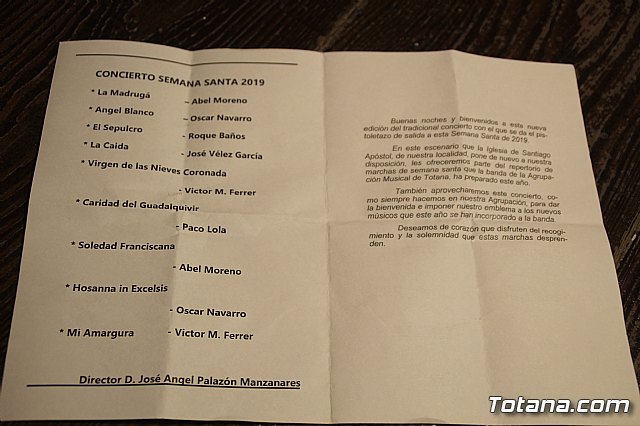 CONCIERTO SEMANA SANTA 2019
* La Madrugá
– Abel Moreno
* Angel Blanco
– Oscar Navarro
* El Sepulcro
- Roque Baños
* La Caida
- José Vélez García
* Virgen de las Nieves Coronada
- Victor M. Ferrer
* Caridad del Guadalquivir
- Paco Lola
* Soledad Franciscana
- Abel Moreno
* Hosanna in Excelsis
- Oscar Navarro
* Mi Amargura - Victor M. Ferrer
Director D. José Angel Palazón Manzanares
Buenas noches y bienvenidos a esta nueva
edición del tradicional concierto con el que se da el pis-
toletazo de salida a esta Semana Santa de 2019.
En este escenario que la Iglesia de Santiago
Apóstol, de nuestra localidad, pone de nuevo a nuestra
disposición, les ofreceremos parte del repertorio de
marchas de semana santa que la banda de la Agrupa-
ción Musical de Totana, ha preparado este año.
También aprovecharemos este concierto, co-
mo siempre hacemos en nuestra Agrupación, para dar
la bienvenida e imponer nuestro emblema a los nuevos
músicos que este año se han incorporado a la banda.
Deseamos de corazón que disfruten del recogi-
miento y la solemnidad que estas marchas despren-
den.
Totana.com